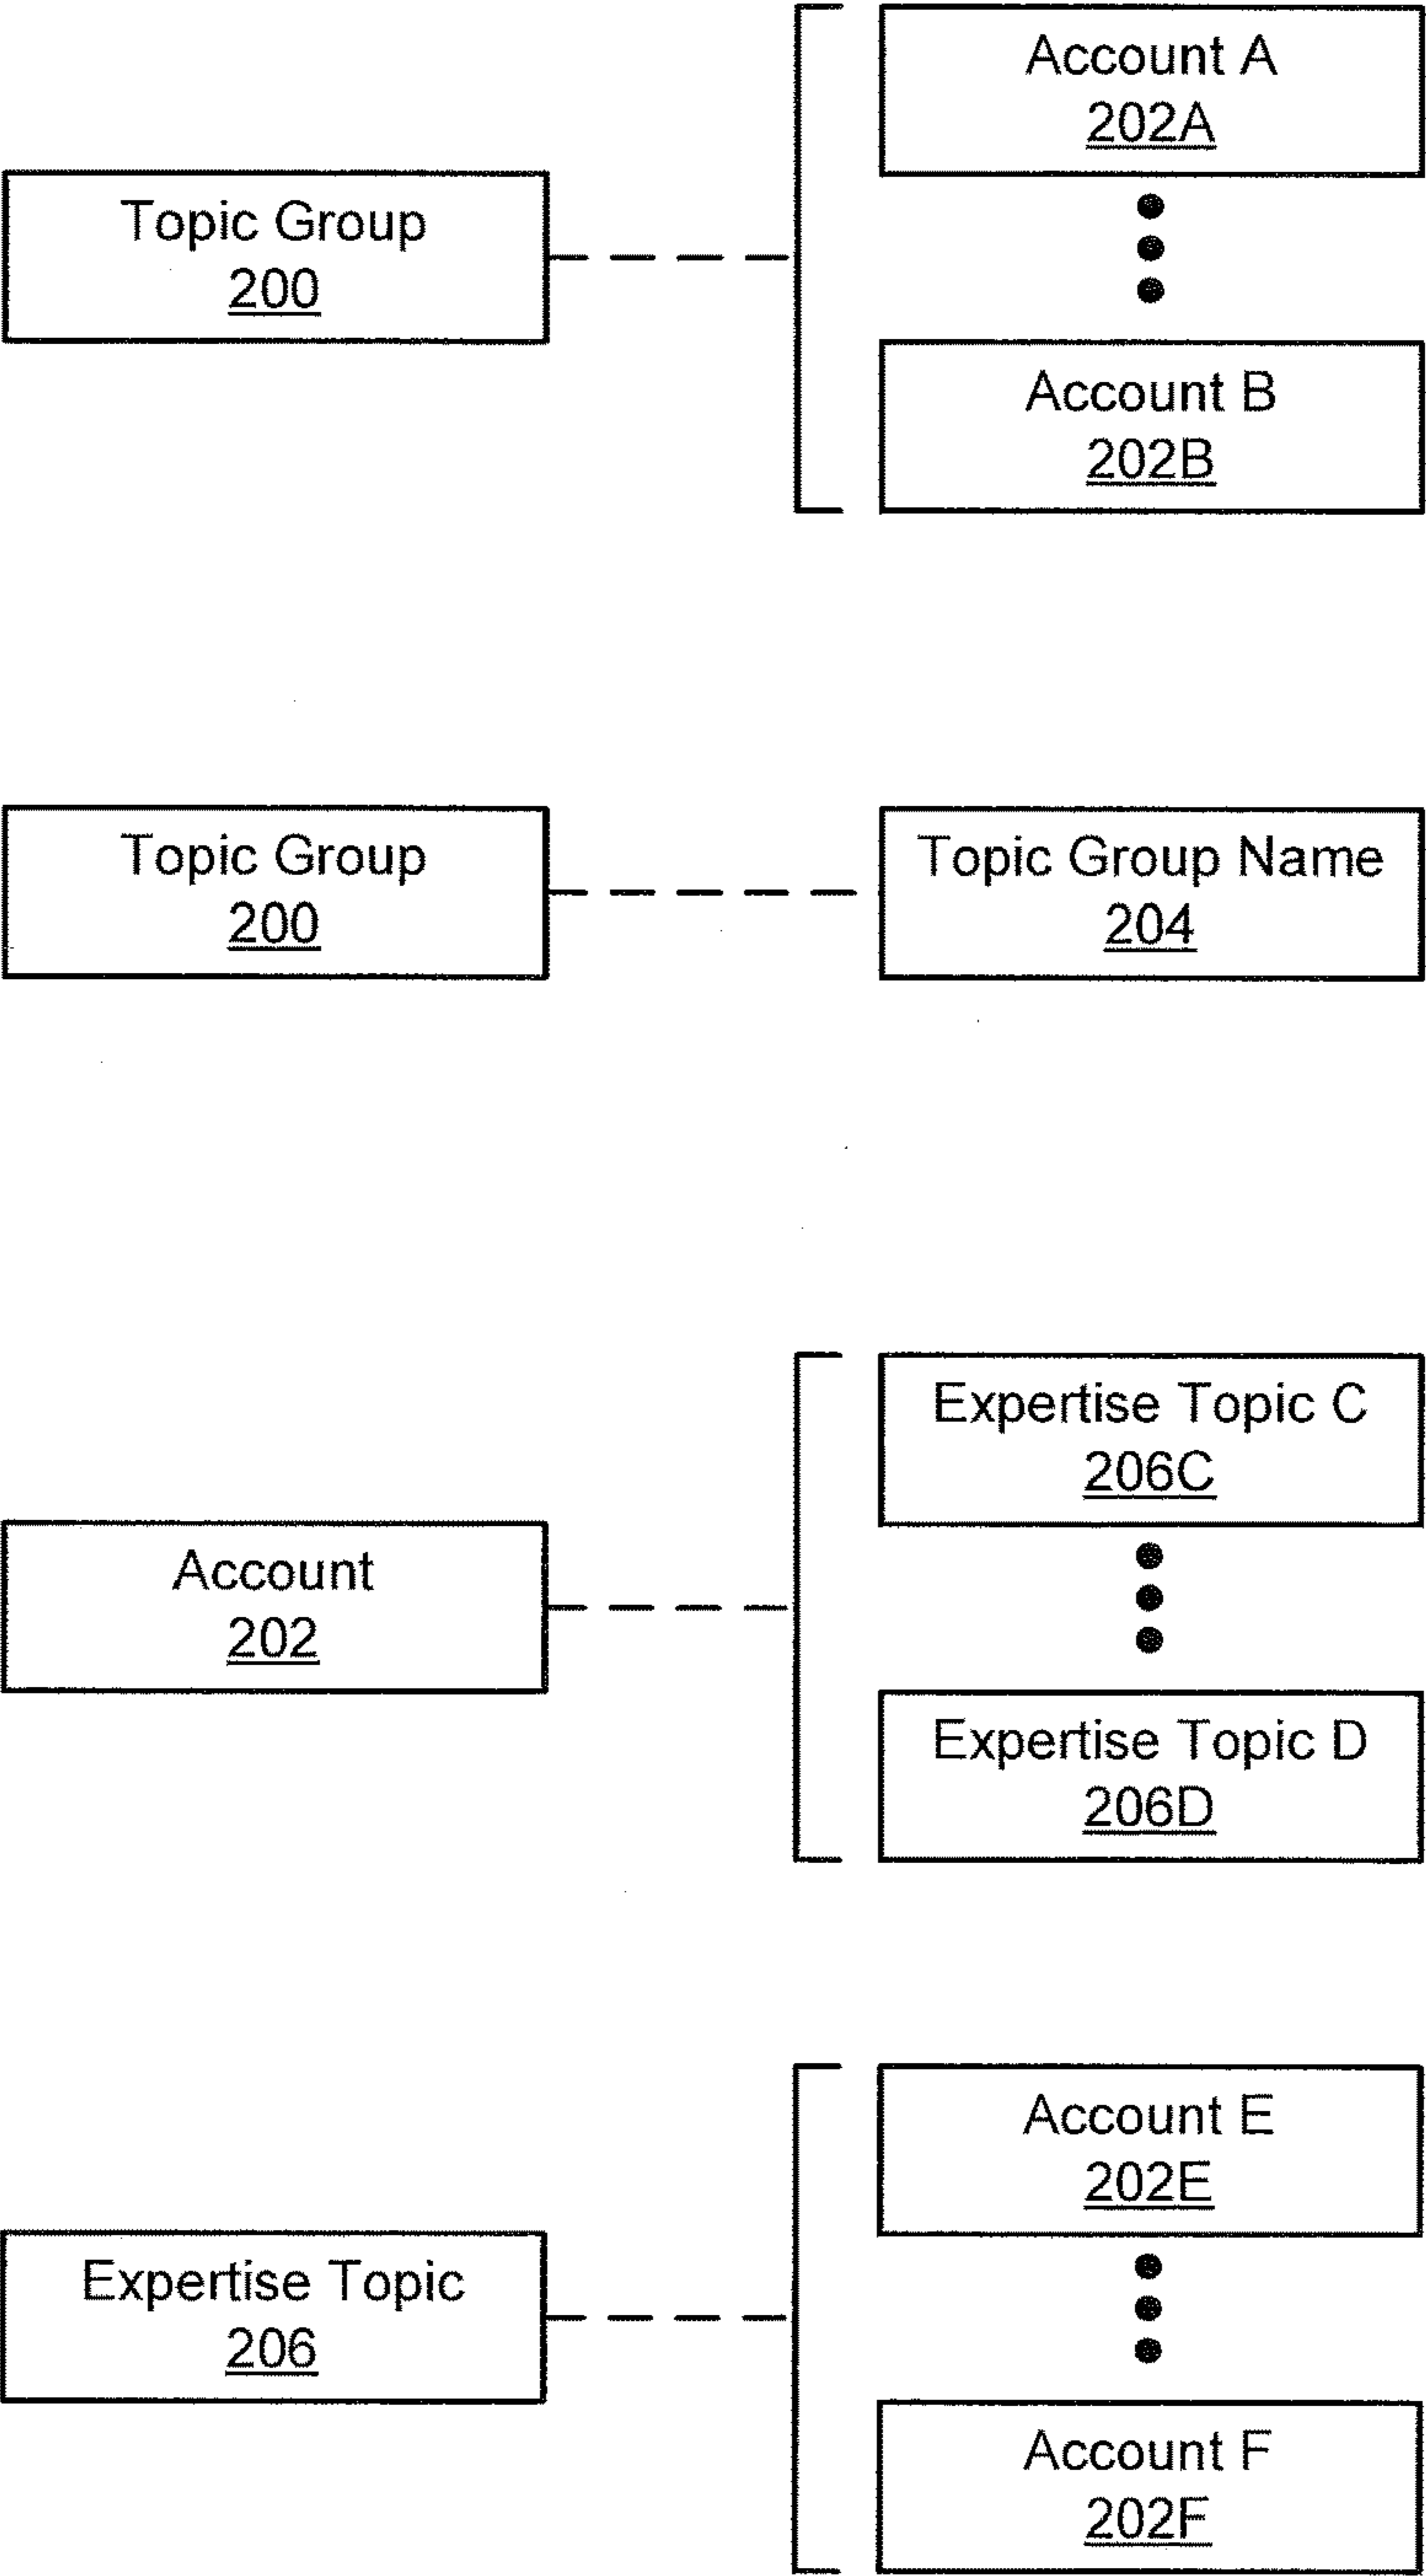 Account A
202A
Topic Group
200
Account B
202B
Topic Group
200
Topic Group Name
204
Expertise Topic C
206C
Account
202
Expertise Topic D
206D
Account E
202E
Expertise Topic
206
Account F
202F